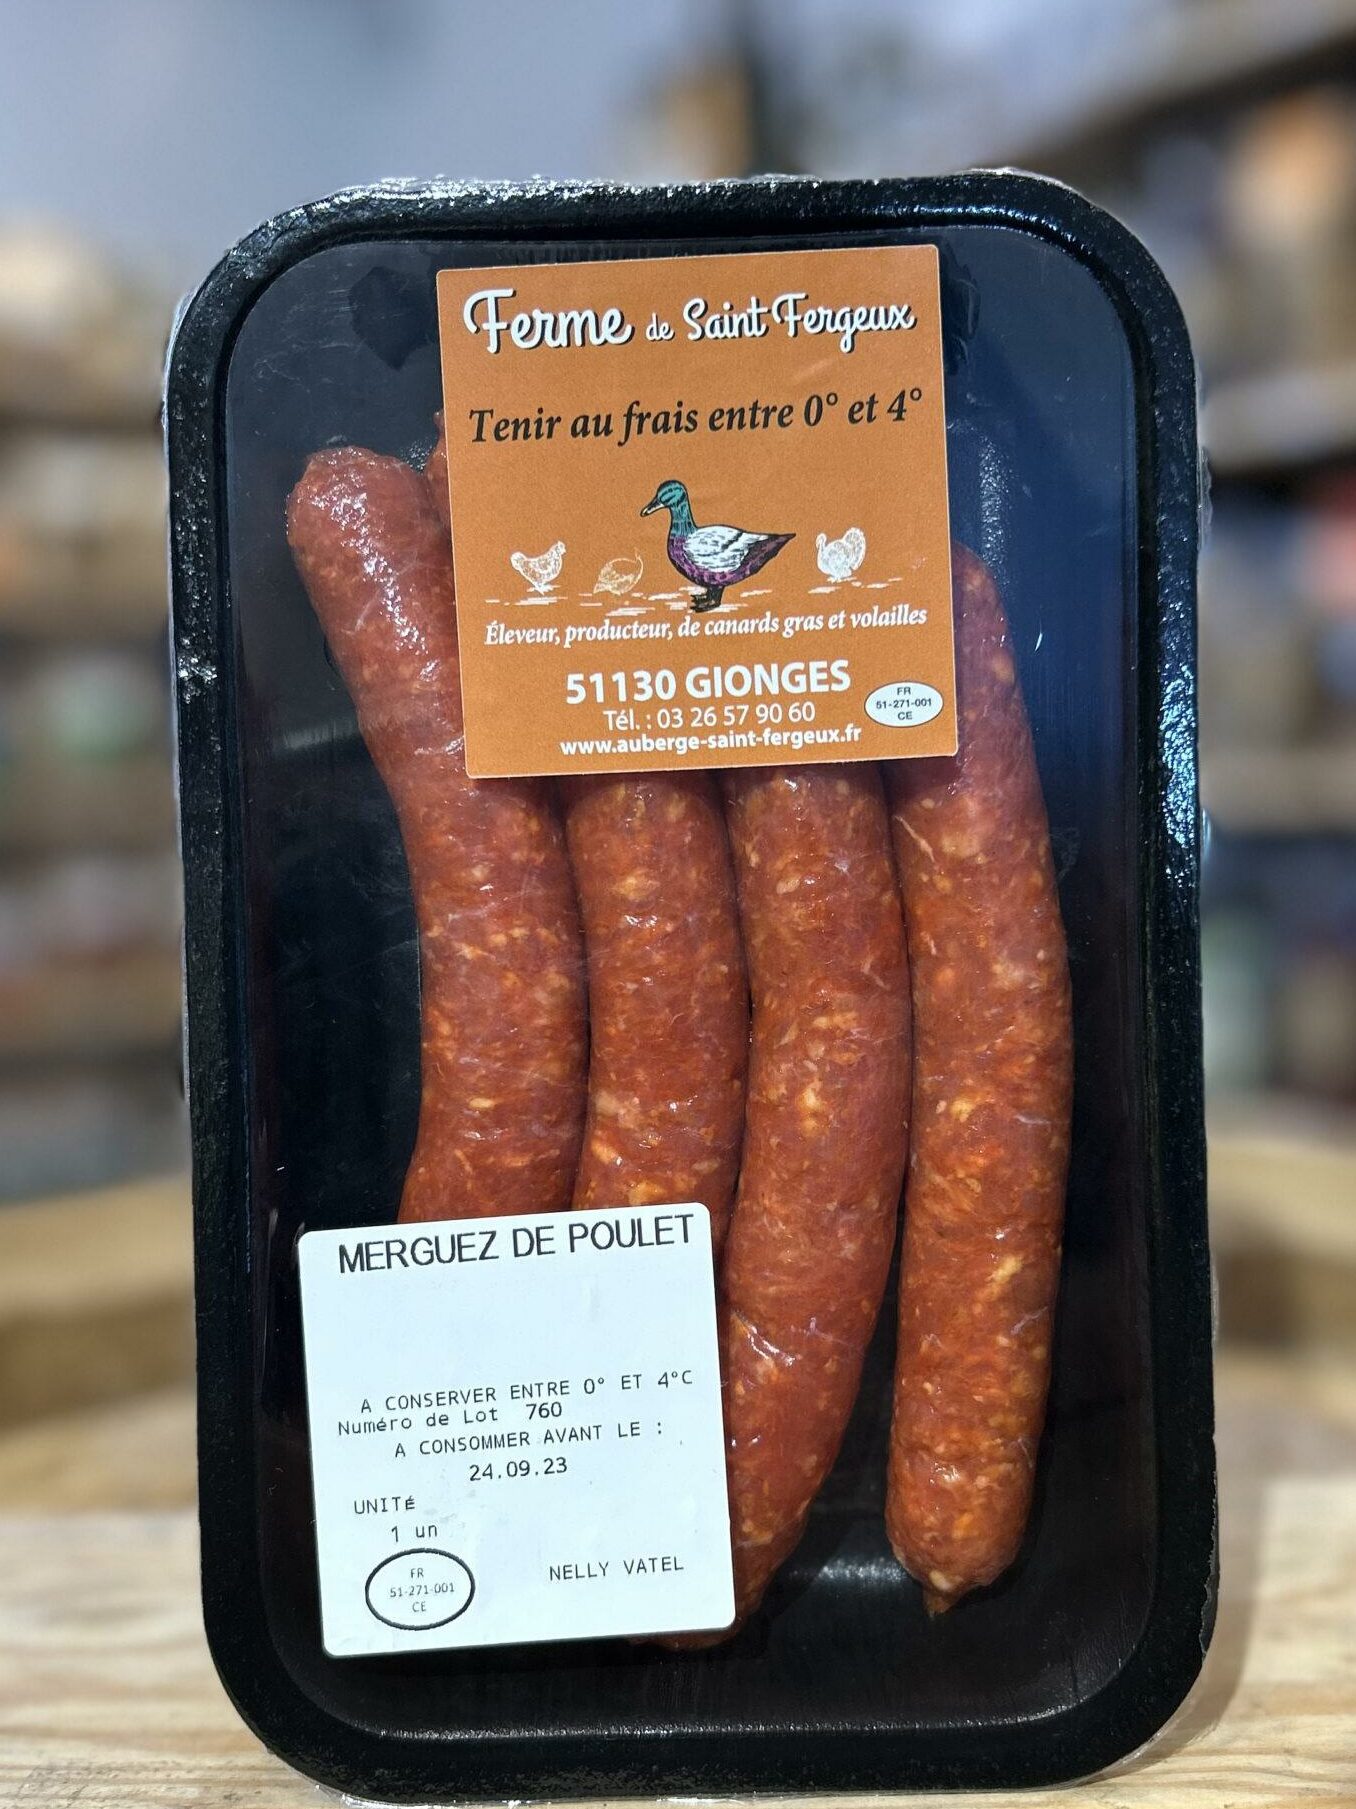 Ferme de Saint Fergeux
Tenir au frais entre 0° et 4°
Éleveur, producteur, de canards gras et volailles
51130 GIONGES
Tél. : 03 26 57 90 60
www.auberge-saint-fergeux.fr
FR
51-271-001
CE
MERGUEZ DE POULET
A CONSERVER ENTRE 0° ET 4°C
Numéro de Lot 760
A CONSOMMER AVANT LE :
24.09.23
UNITÉ
1 un
FR
51-271-001
CE
NELLY VATEL